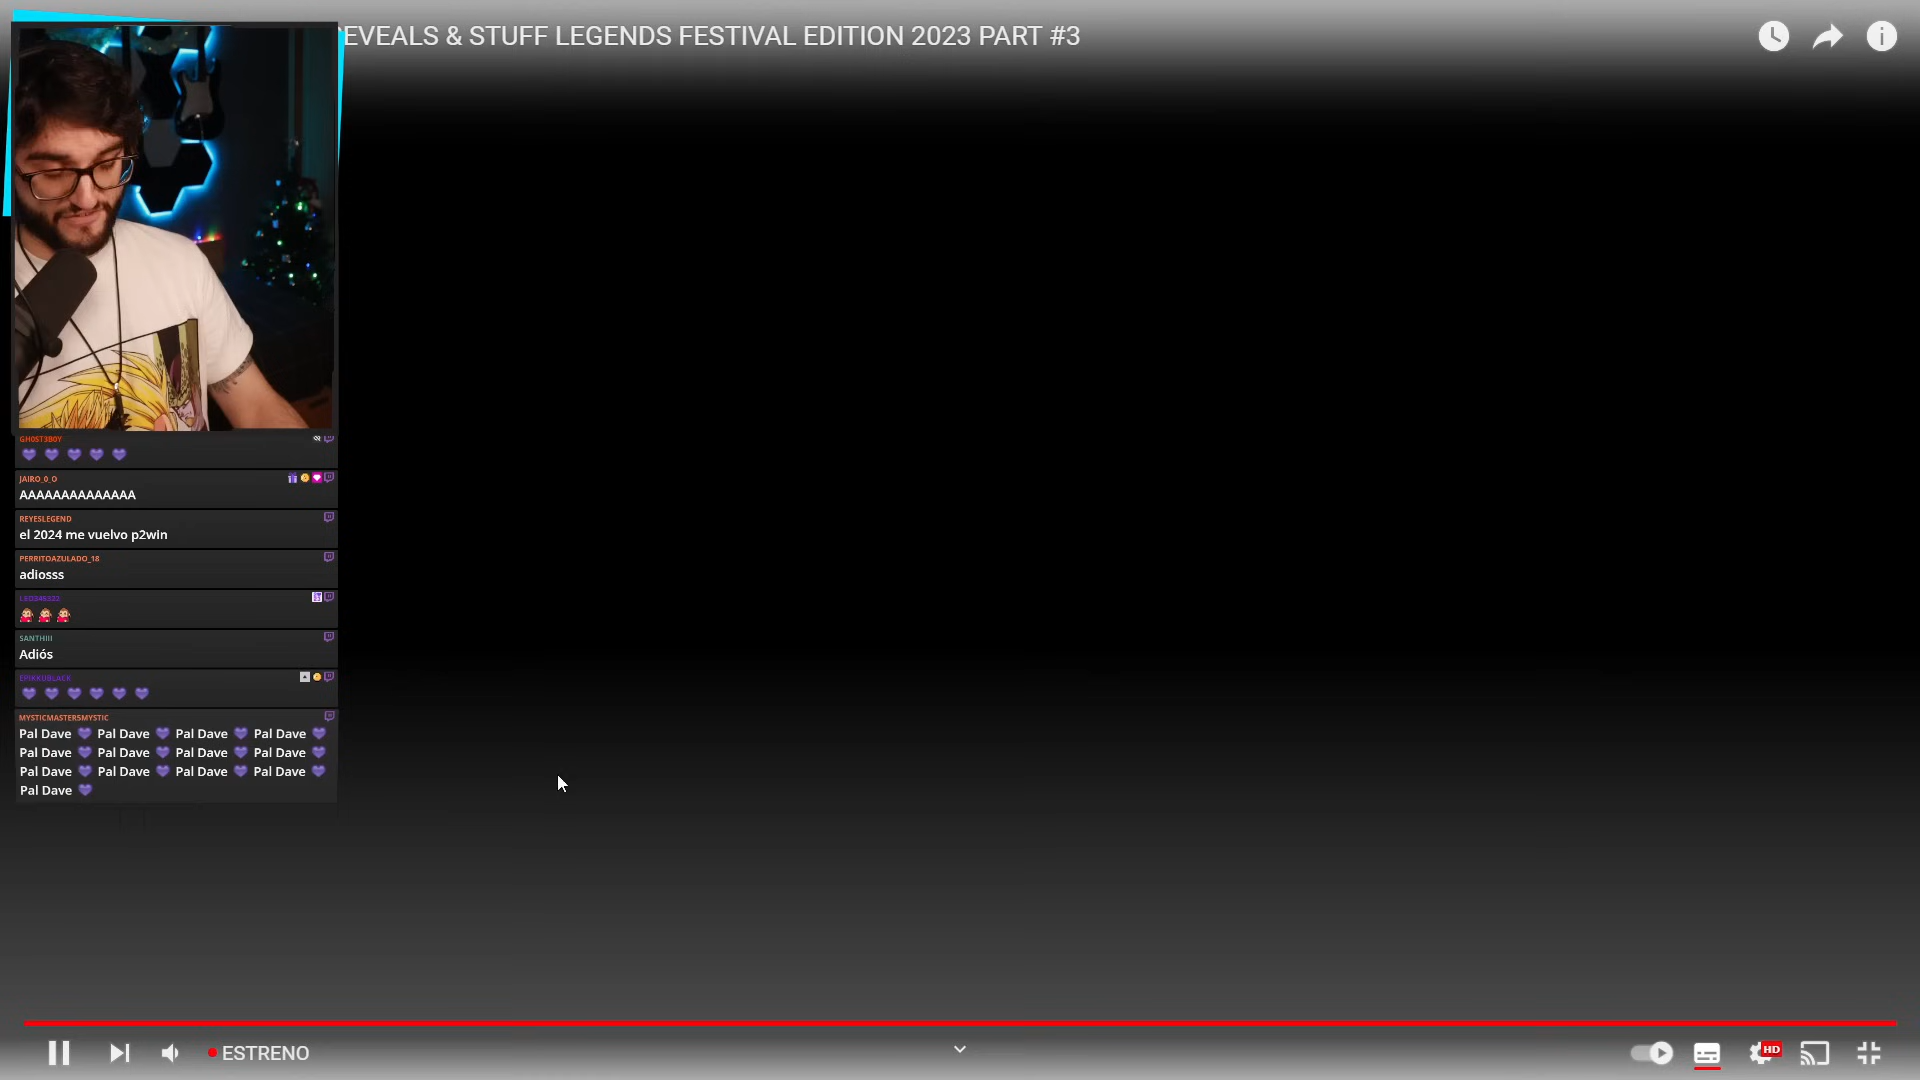 EVEALS & STUFF LEGENDS FESTIVAL EDITION 2023 PART #3
GH0ST3B0Y
JAIRO_0_O
AAAAAAAAAAAAAA
REYESLEGEND
el 2024 me vuelvo p2win
PERRITOAZULADO_18
adiosss
SANTHIII
Adiós
MYSTICMASTERSMYSTIC
Pal Dave 💜 Pal Dave 💜 Pal Dave 💜 Pal Dave 💜
Pal Dave 💜 Pal Dave 💜 Pal Dave 💜 Pal Dave 💜
Pal Dave 💜 Pal Dave 💜 Pal Dave 💜 Pal Dave 💜
Pal Dave 💜
ESTRENO
HD